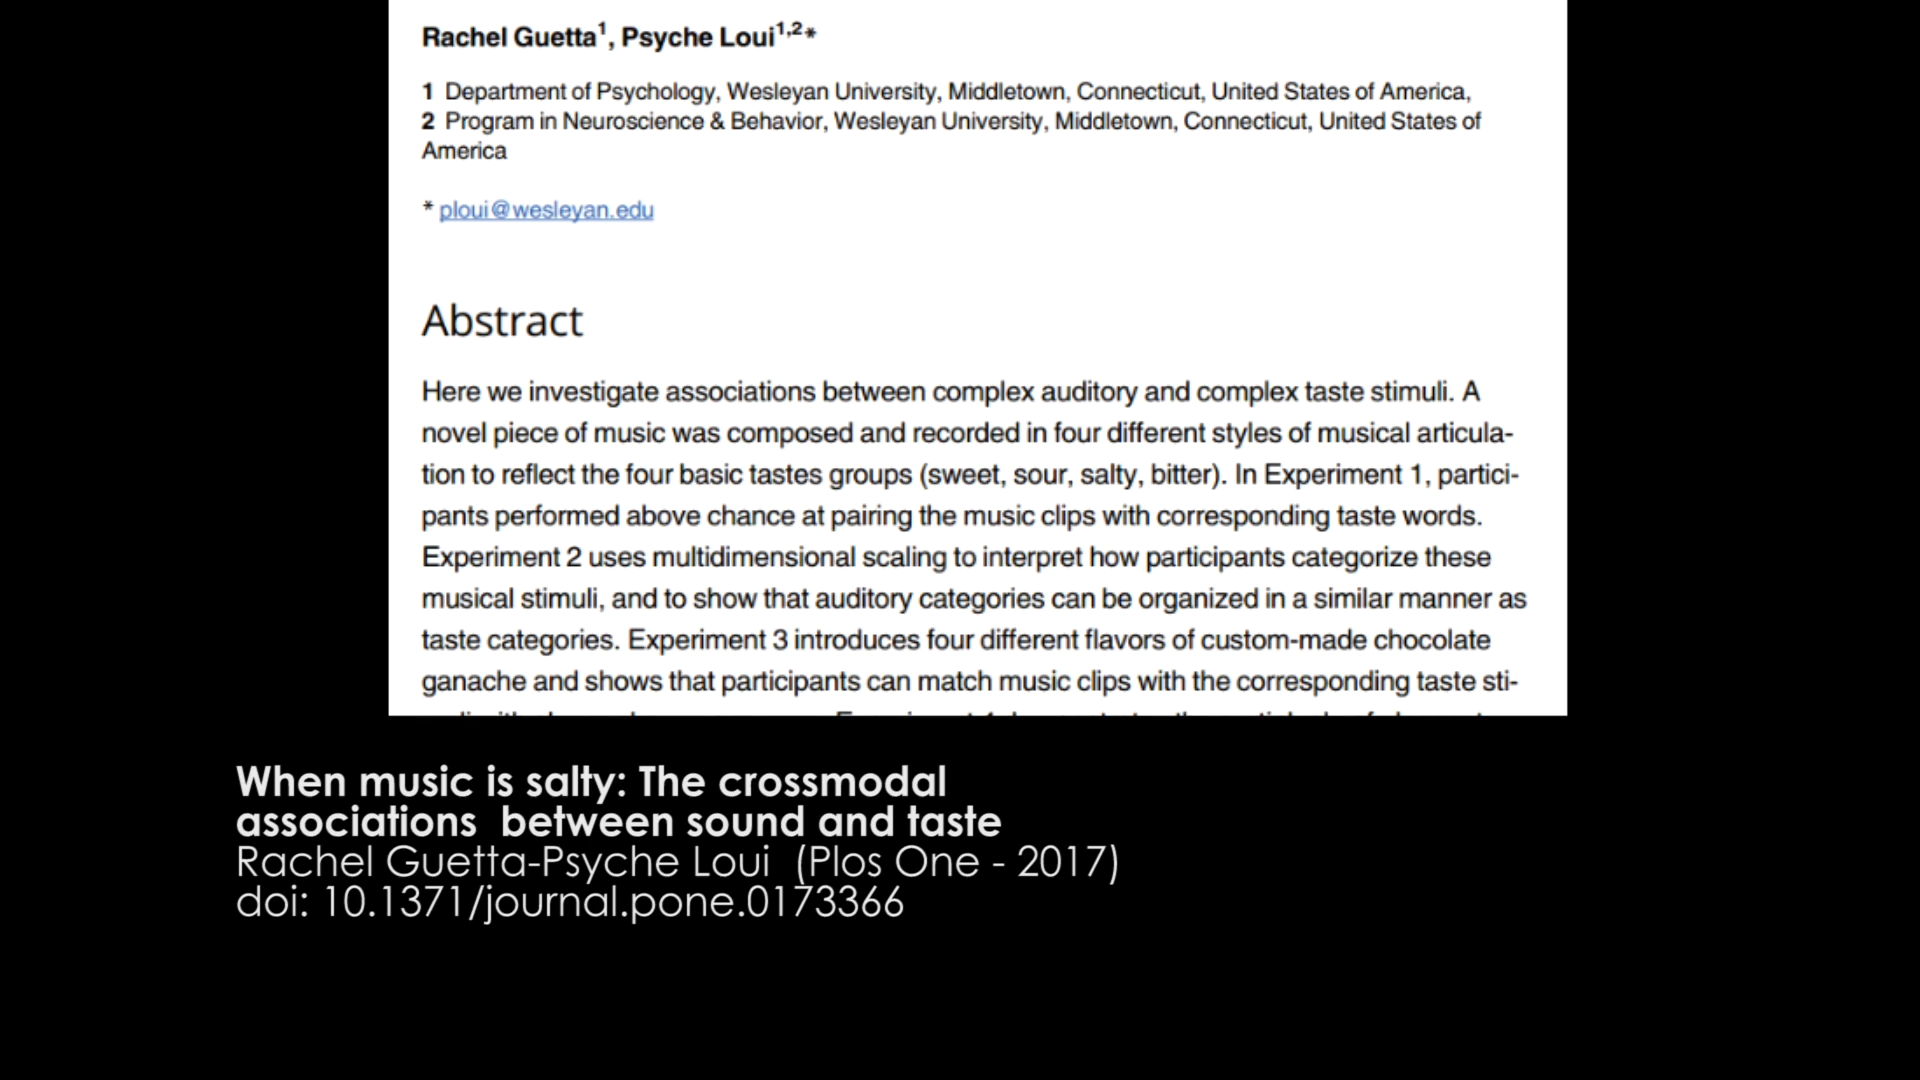 Rachel Guetta1, Psyche Loui1,2*
1 Department of Psychology, Wesleyan University, Middletown, Connecticut, United States of America,
2 Program in Neuroscience & Behavior, Wesleyan University, Middletown, Connecticut, United States of
America
* ploui@wesleyan.edu
Abstract
Here we investigate associations between complex auditory and complex taste stimuli. A
novel piece of music was composed and recorded in four different styles of musical articula-
tion to reflect the four basic tastes groups (sweet, sour, salty, bitter). In Experiment 1, partici-
pants performed above chance at pairing the music clips with corresponding taste words.
Experiment 2 uses multidimensional scaling to interpret how participants categorize these
musical stimuli, and to show that auditory categories can be organized in a similar manner as
taste categories. Experiment 3 introduces four different flavors of custom-made chocolate
ganache and shows that participants can match music clips with the corresponding taste sti-
When music is salty: The crossmodal
associations  between sound and taste
Rachel Guetta-Psyche Loui  (Plos One - 2017)
doi: 10.1371/journal.pone.0173366